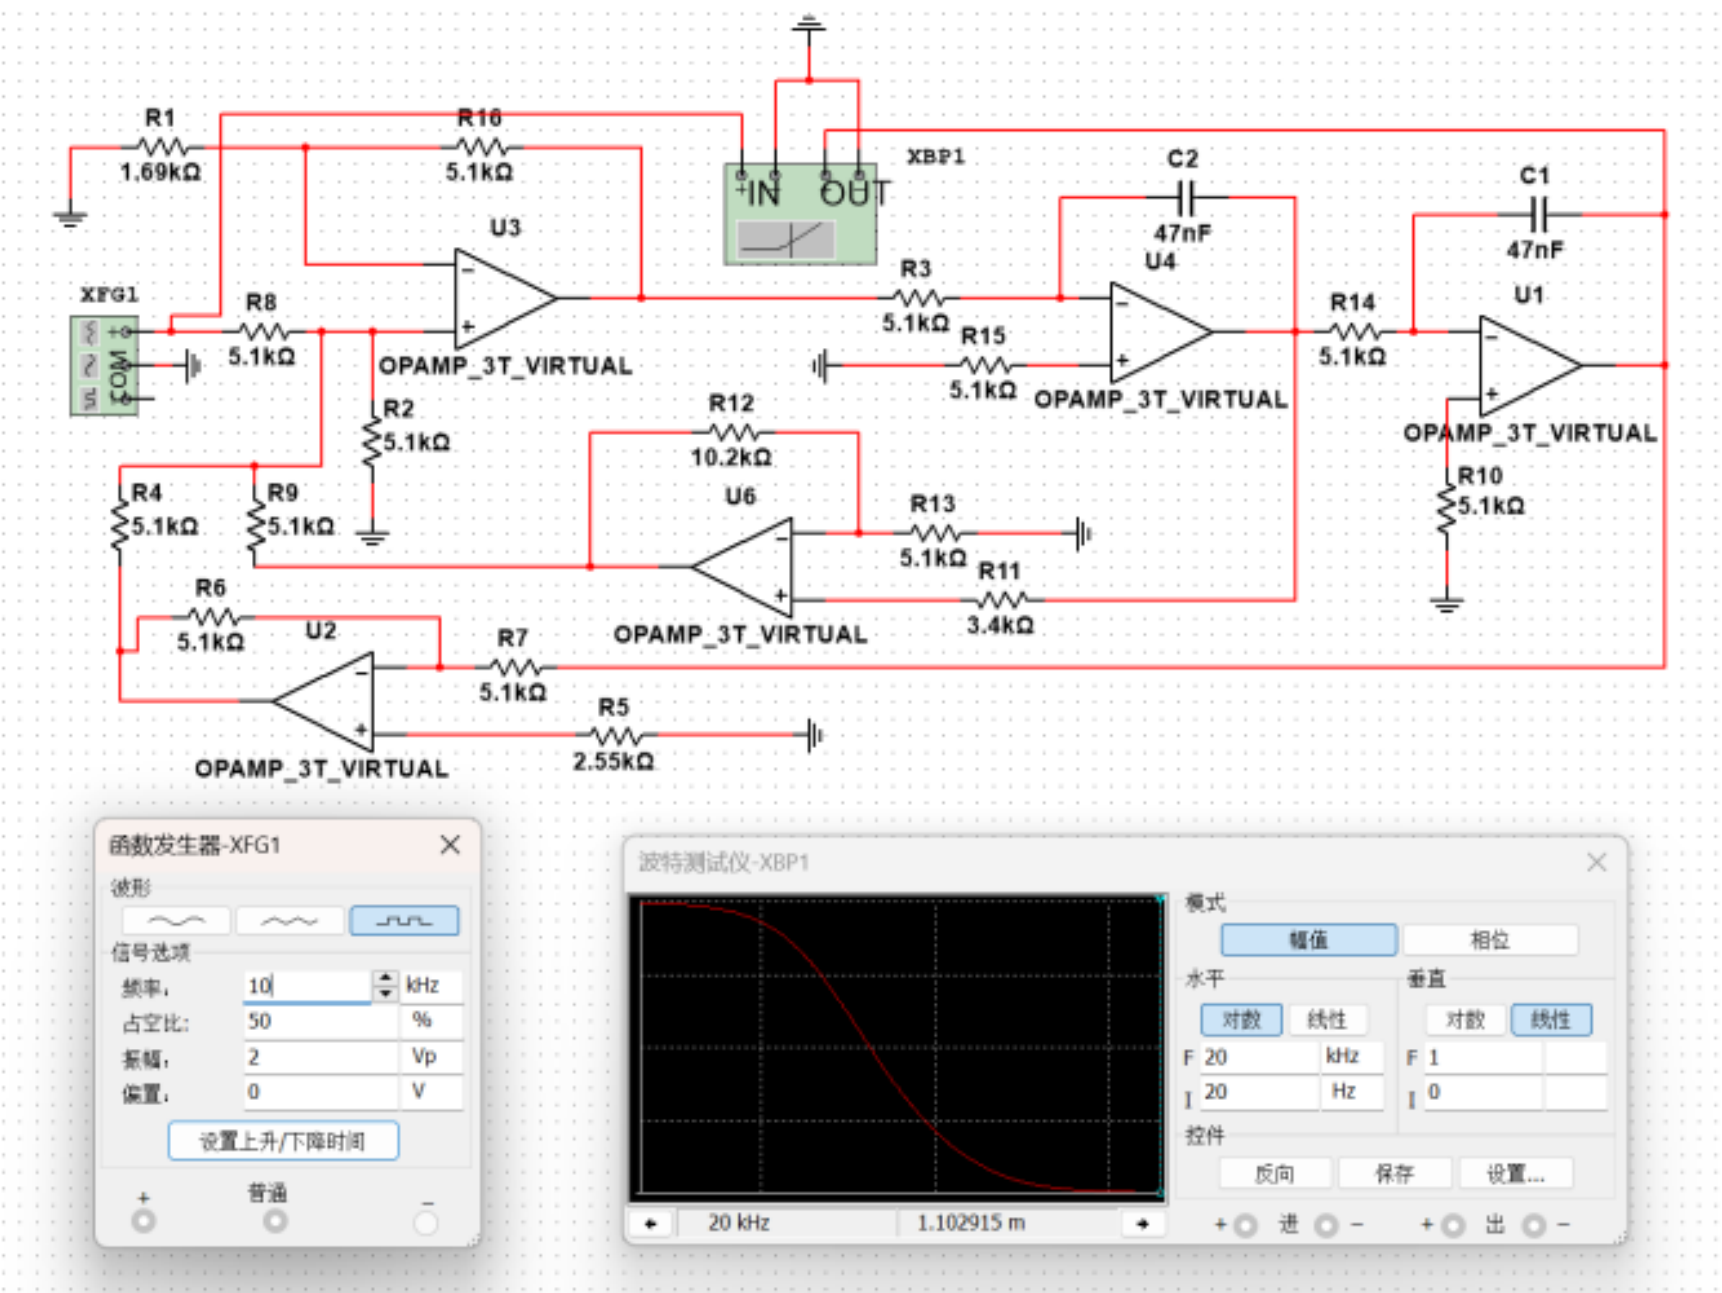 R1
1.69kΩ
R16
5.1kΩ
XBP1
+IN
OUT
C2
47nF
C1
47nF
U3
−
+
OPAMP_3T_VIRTUAL
XFG1
+
COM
R8
5.1kΩ
R3
5.1kΩ
U4
−
+
OPAMP_3T_VIRTUAL
R15
5.1kΩ
R14
5.1kΩ
U1
−
+
OPAMP_3T_VIRTUAL
R2
5.1kΩ
R12
10.2kΩ
R10
5.1kΩ
R4
5.1kΩ
R9
5.1kΩ
U6
−
+
OPAMP_3T_VIRTUAL
R13
5.1kΩ
R11
3.4kΩ
R6
5.1kΩ
U2
−
+
OPAMP_3T_VIRTUAL
R7
5.1kΩ
R5
2.55kΩ
函数发生器-XFG1
波形
信号选项
频率: 10 kHz
占空比: 50 %
振幅: 2 Vp
偏置: 0 V
设置上升/下降时间
+ 普通 −
波特测试仪-XBP1
模式
幅值 相位
水平 垂直
对数 线性 对数 线性
F 20 kHz F 1
I 20 Hz I 0
控件
反向 保存 设置...
20 kHz 1.102915 m
+ 进 − + 出 −